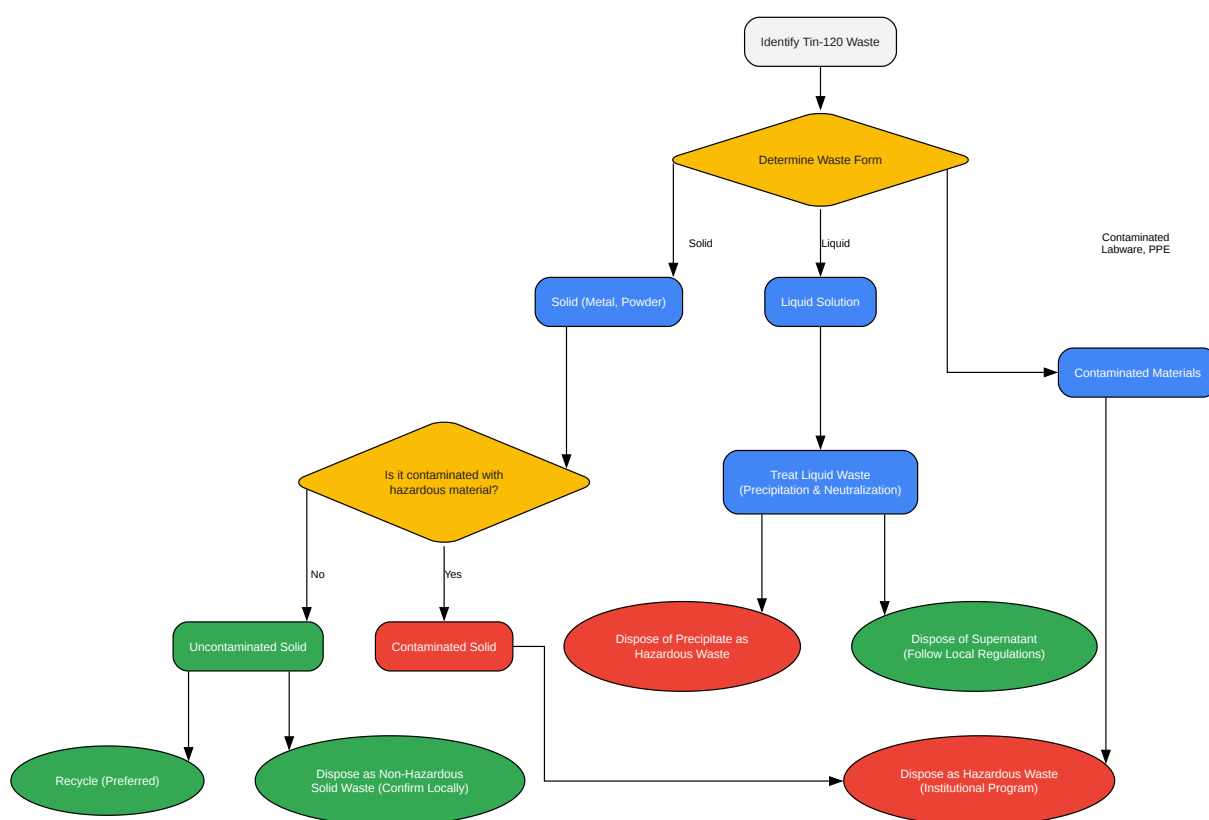 Identify Tin-120 Waste
Determine Waste Form
Contaminated
Labware, PPE
Solid
Liquid
Solid (Metal, Powder)
Liquid Solution
Contaminated Materials
Is it contaminated with
hazardous material?
Treat Liquid Waste
(Precipitation & Neutralization)
No
Yes
Uncontaminated Solid
Contaminated Solid
Dispose of Precipitate as
Hazardous Waste
Dispose of Supernatant
(Follow Local Regulations)
Recycle (Preferred)
Dispose as Non-Hazardous
Solid Waste (Confirm Locally)
Dispose as Hazardous Waste
(Institutional Program)